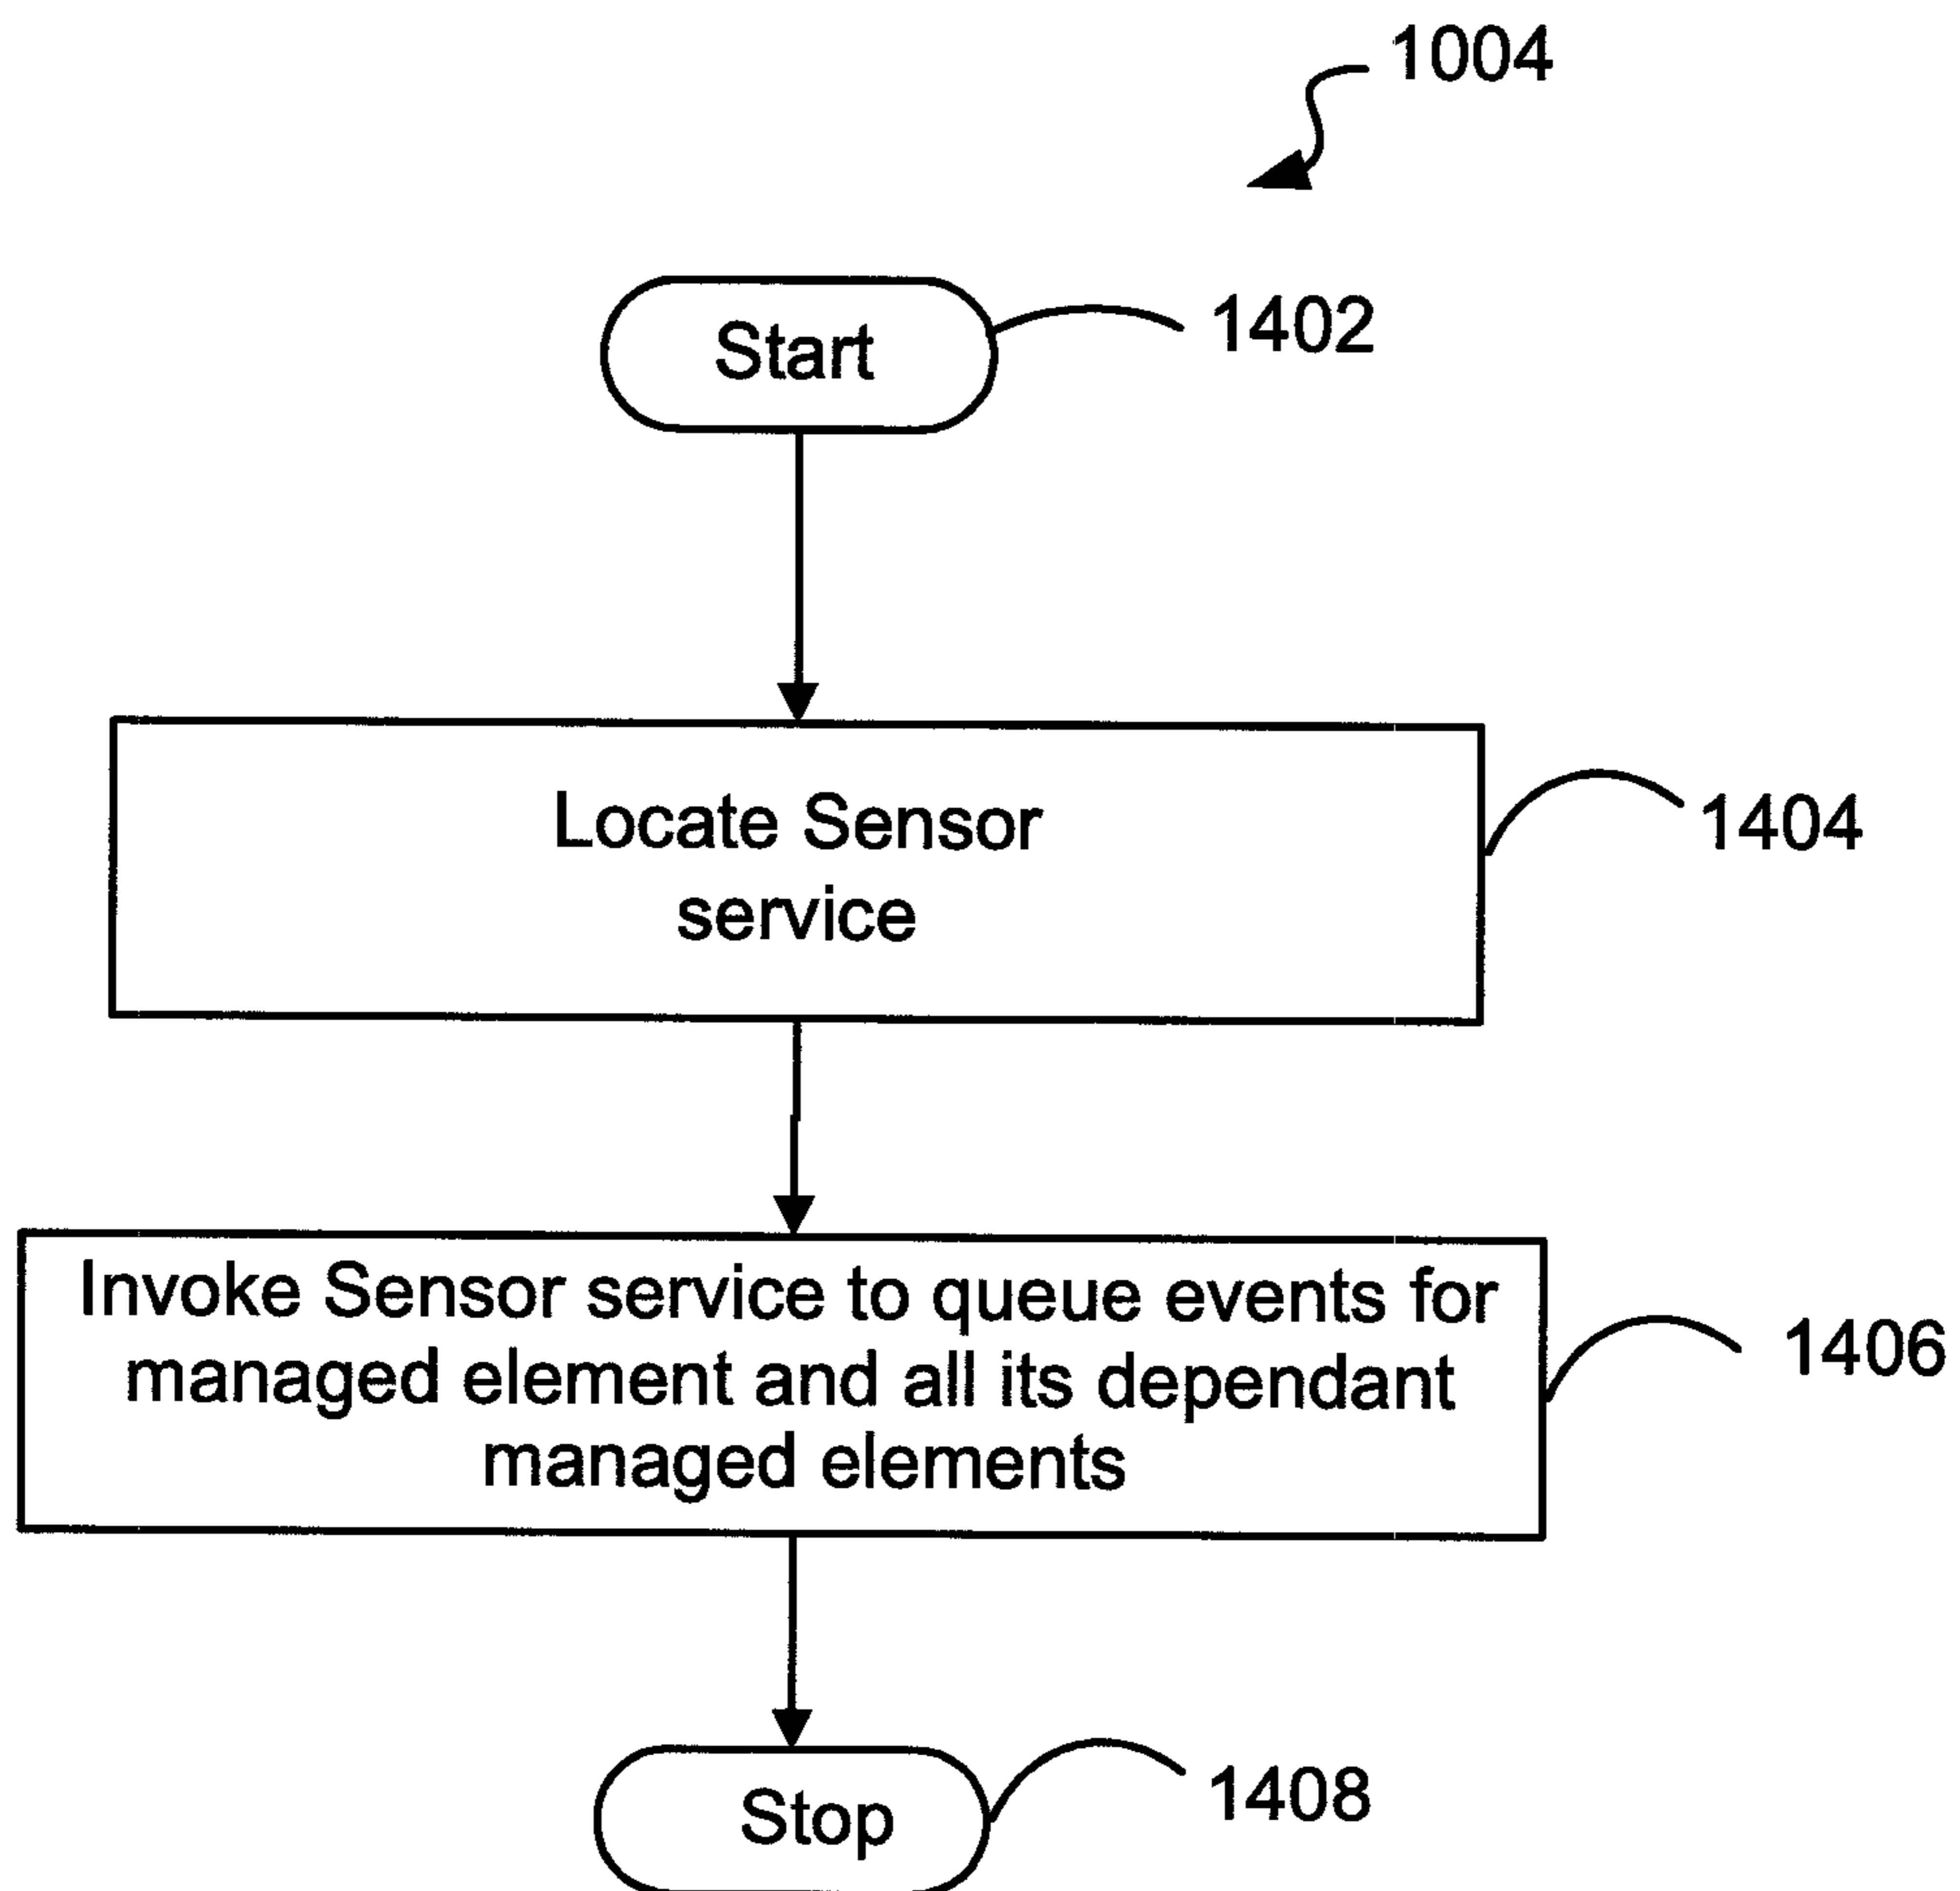 1004
Start
1402
Locate Sensor
service
1404
Invoke Sensor service to queue events for
managed element and all its dependant
managed elements
1406
Stop
1408